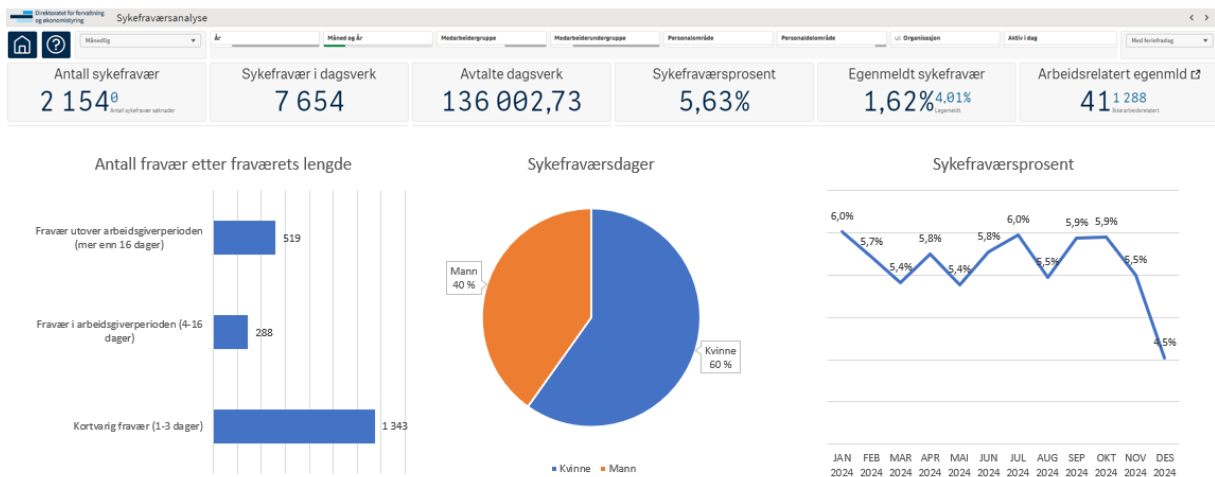 Direktoratet for forvaltning
og økonomistyring
Sykefraværsanalyse
Månedlig
År
Måned og År
Medarbeidergruppe
Medarbeiderundergruppe
Personalområde
Personaldelområde
Organisasjon
Aktiv i dag
Med feriefradag
Antall sykefravær
2 154
0
Antall sykefravær søknader
Sykefravær i dagsverk
7 654
Avtalte dagsverk
136 002,73
Sykefraværsprosent
5,63%
Egenmeldt sykefravær
1,62%
4,01%
Legemeldt
Arbeidsrelatert egenmld
41
1 288
Ikke arbeidsrelatert
Antall fravær etter fraværets lengde
Fravær utover arbeidsgiverperioden
(mer enn 16 dager)
519
Fravær i arbeidsgiverperioden (4-16
dager)
288
Kortvarig fravær (1-3 dager)
1 343
Sykefraværsdager
Mann
40 %
Kvinne
60 %
Kvinne
Mann
Sykefraværsprosent
6,0%
5,7%
5,4%
5,8%
5,4%
5,8%
6,0%
5,5%
5,9%
5,9%
5,5%
4,5%
JAN FEB MAR APR MAI JUN JUL AUG SEP OKT NOV DES
2024 2024 2024 2024 2024 2024 2024 2024 2024 2024 2024 2024